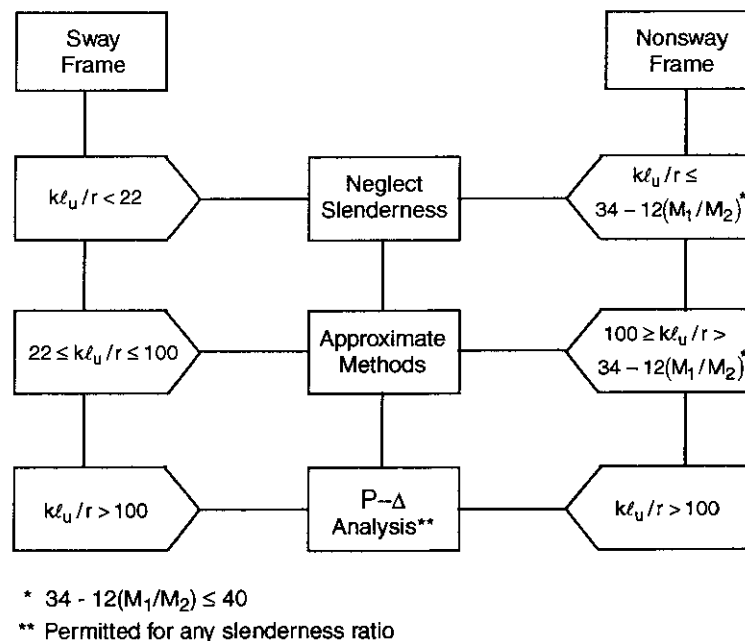 Sway
Frame
Nonsway
Frame
kℓu/r < 22
Neglect
Slenderness
kℓu/r ≤
34 – 12(M1/M2)*
22 ≤ kℓu/r ≤ 100
Approximate
Methods
100 ≥ kℓu/r >
34 – 12(M1/M2)*
kℓu/r > 100
P–Δ
Analysis**
kℓu/r > 100
* 34 - 12(M1/M2) ≤ 40
** Permitted for any slenderness ratio